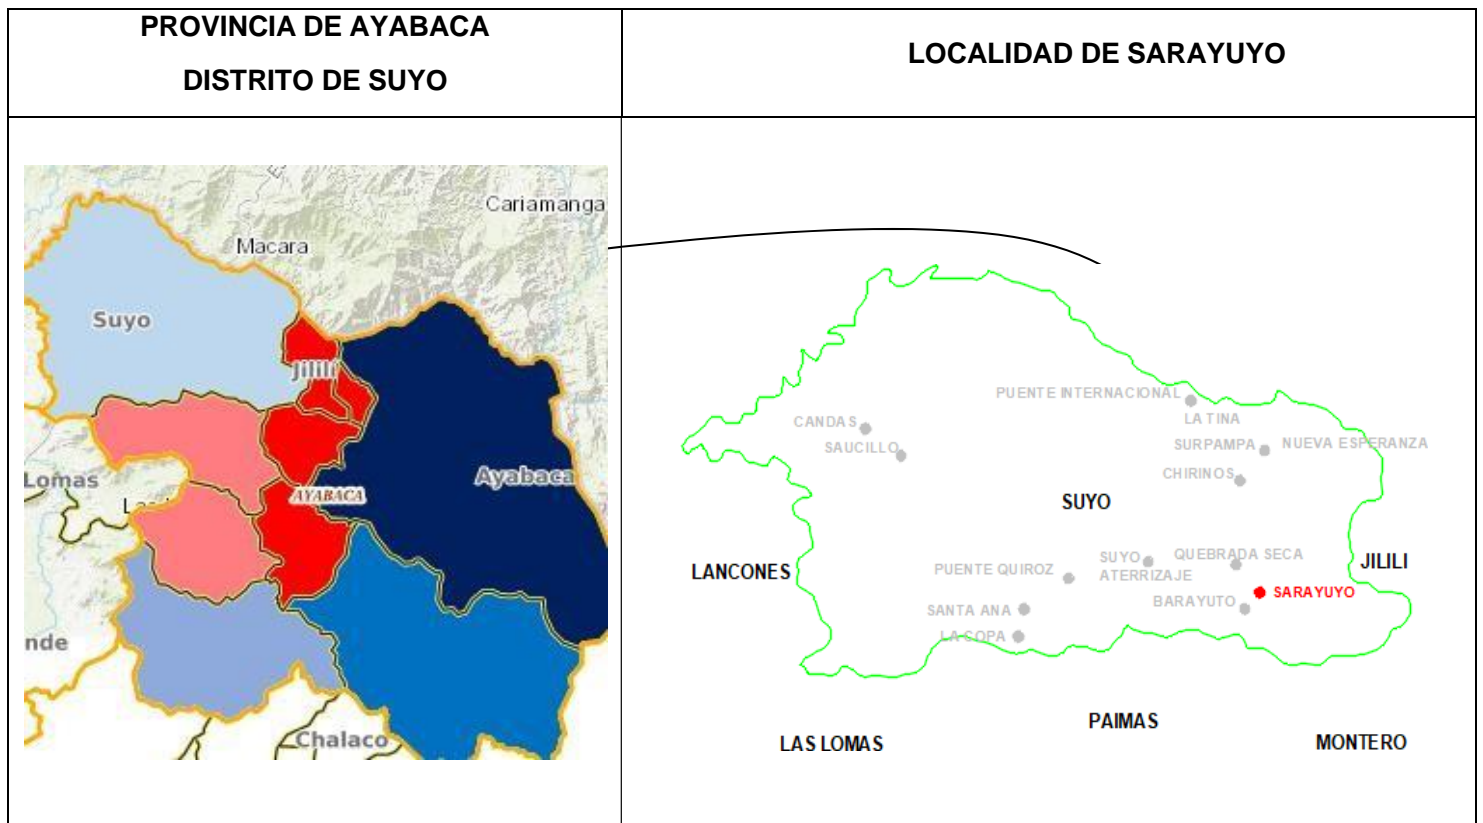 PROVINCIA DE AYABACA
DISTRITO DE SUYO
LOCALIDAD DE SARAYUYO
Cariamanga
Macara
Suyo
Jililí
Ayabaca
AYABACA
Lomas
nde
Chalaco
PUENTE INTERNACIONAL
LA TINA
CANDAS
SAUCILLO
SURPAMPA
NUEVA ESPERANZA
CHIRINOS
SUYO
LANCONES
PUENTE QUIROZ
SUYO
ATERRIZAJE
QUEBRADA SECA
JILILI
SARAYUYO
BARAYUTO
SANTA ANA
LA COPA
PAIMAS
LAS LOMAS
MONTERO